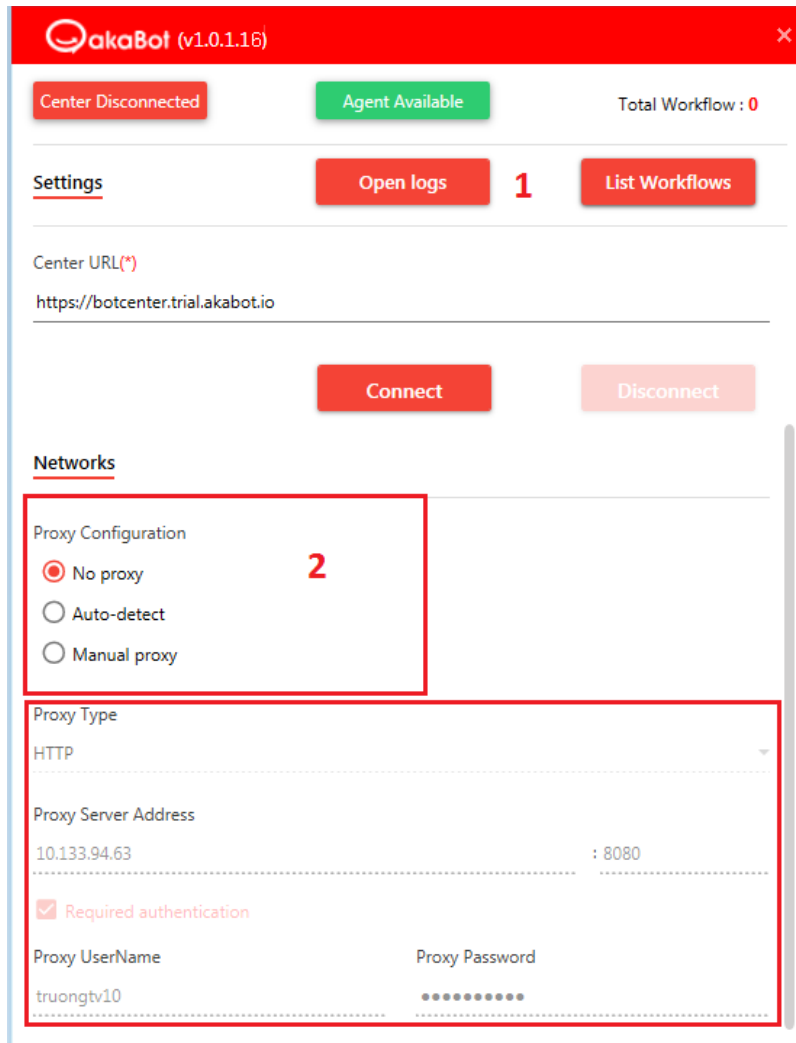 akaBot (v1.0.1.16)
Center Disconnected Agent Available Total Workflow : 0
Settings Open logs 1 List Workflows
Center URL(*)
https://botcenter.trial.akabot.io
Connect Disconnect
Networks
Proxy Configuration
2
No proxy
Auto-detect
Manual proxy
Proxy Type
HTTP
Proxy Server Address
10.133.94.63 : 8080
Required authentication
Proxy UserName Proxy Password
truongtv10 ●●●●●●●●●●